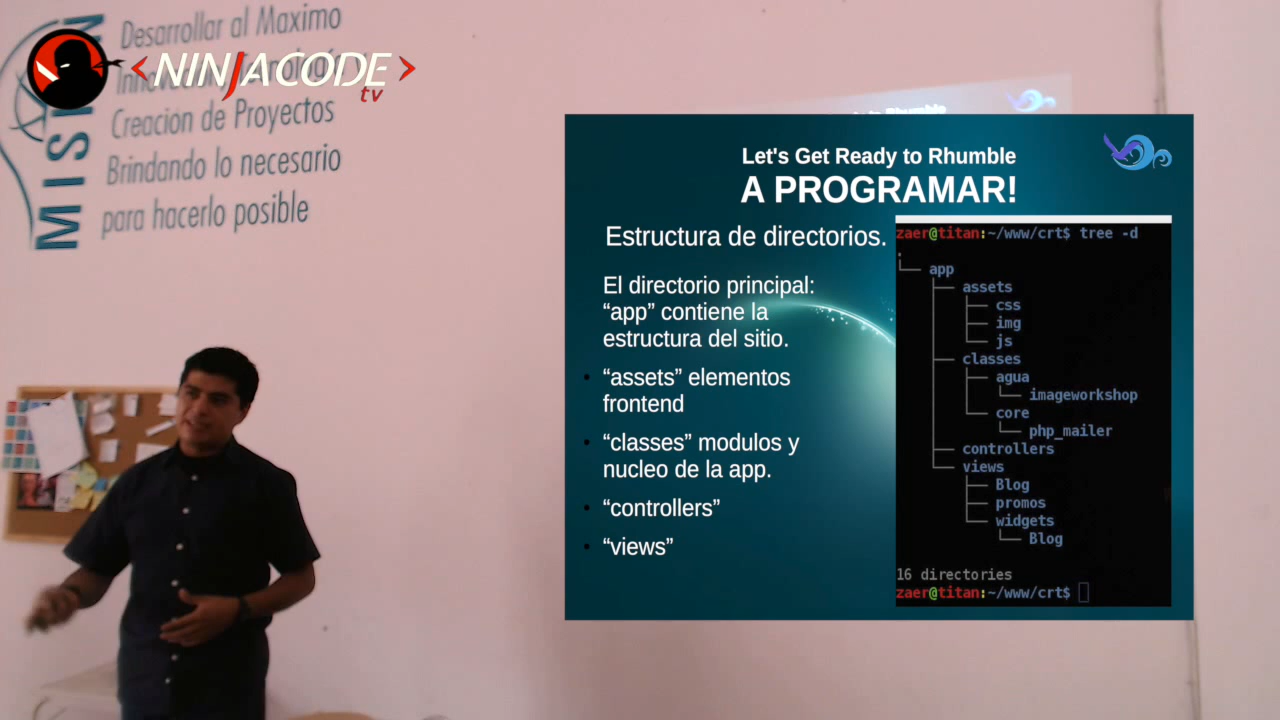 MISION
Desarrollar al Maximo
Creacion de Proyectos
Brindando lo necesario
para hacerlo posible
<NINJACODE>
tv
Rhumble
Let's Get Ready to Rhumble
A PROGRAMAR!
Estructura de directorios.
El directorio principal:
“app” contiene la
estructura del sitio.
• “assets” elementos
frontend
• “classes” modulos y
nucleo de la app.
• “controllers”
• “views”
zaer@titan:~/www/crt$ tree -d
.
└── app
├── assets
├── css
├── img
└── js
├── classes
├── agua
└── imageworkshop
└── core
└── php_mailer
├── controllers
└── views
├── Blog
├── promos
└── widgets
└── Blog
16 directories
zaer@titan:~/www/crt$